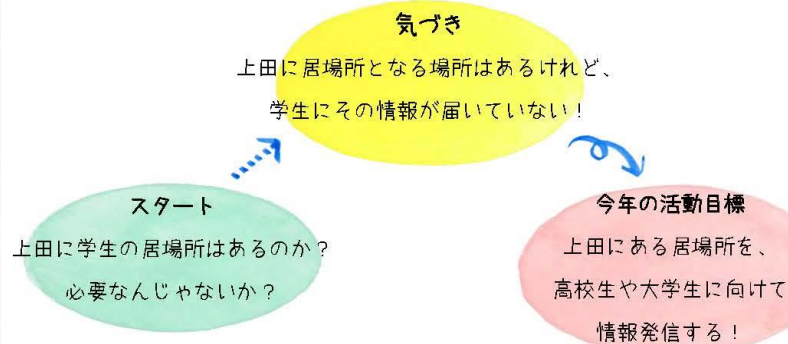 気づき
上田に居場所となる場所はあるけれど、
学生にその情報が届いていない！
スタート
上田に学生の居場所はあるのか？
必要なんじゃないか？
今年の活動目標
上田にある居場所を、
高校生や大学生に向けて
情報発信する！